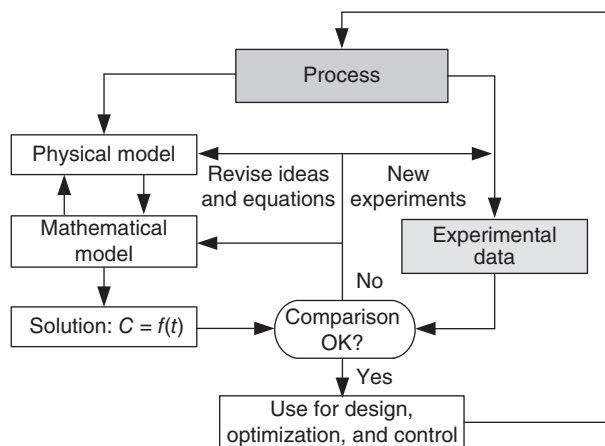 Process
Physical model
Revise ideas
and equations
New
experiments
Mathematical
model
Experimental
data
No
Solution: C = f(t)
Comparison
OK?
Yes
Use for design,
optimization, and control